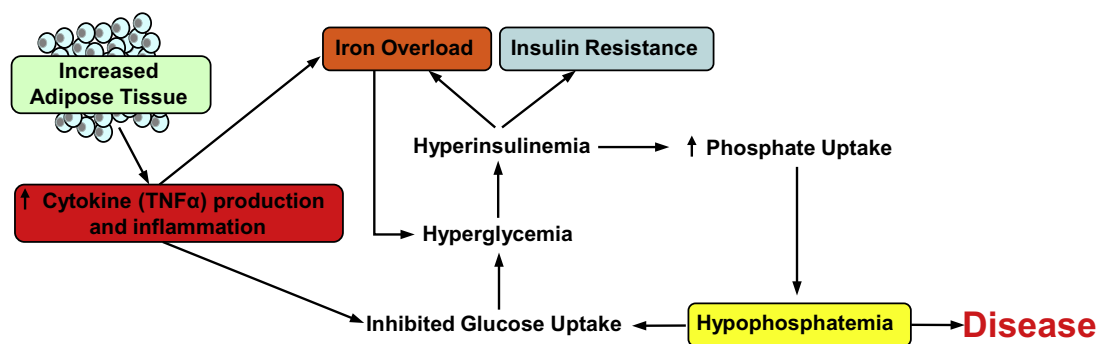 Increased
Adipose Tissue
Iron Overload
Insulin Resistance
Hyperinsulinemia
↑ Phosphate Uptake
↑ Cytokine (TNFα) production
and inflammation
Hyperglycemia
Inhibited Glucose Uptake
Hypophosphatemia
Disease